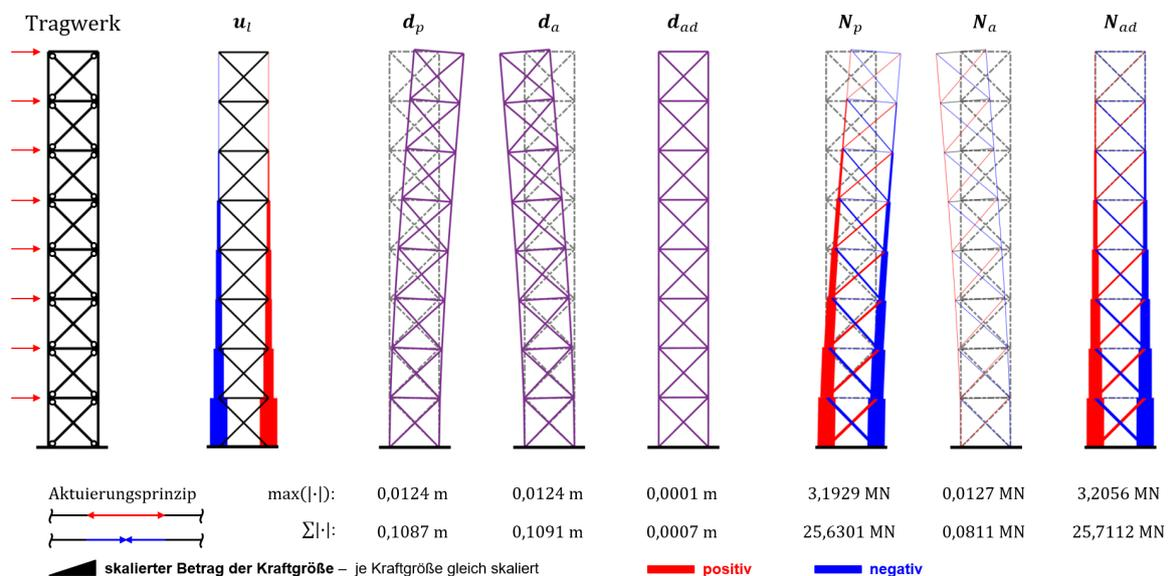 Tragwerk u_l d_p d_a d_ad N_p N_a N_ad
Aktuierungsprinzip max(|·|): 0,0124 m 0,0124 m 0,0001 m 3,1929 MN 0,0127 MN 3,2056 MN
∑|·|: 0,1087 m 0,1091 m 0,0007 m 25,6301 MN 0,0811 MN 25,7112 MN
skalierter Betrag der Kraftgröße – je Kraftgröße gleich skaliert positiv negativ